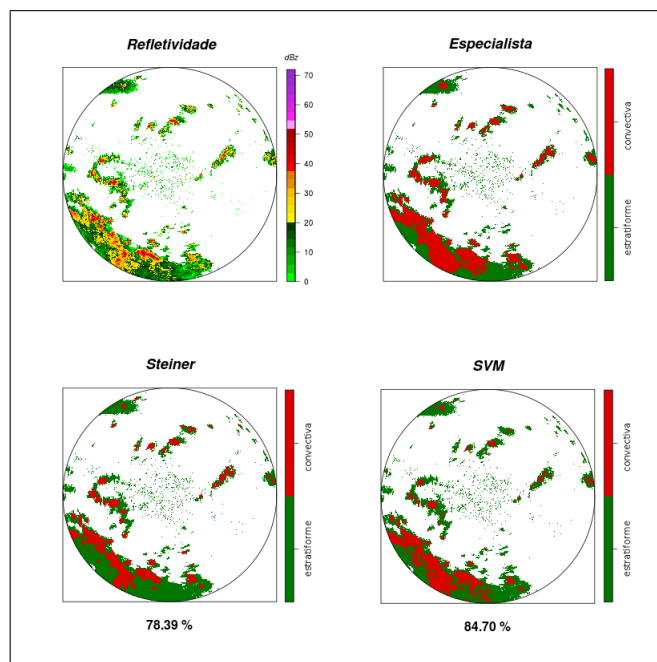 Refletividade
dBz
70
60
50
40
30
20
10
0
Especialista
convectiva
estratiforme
Steiner
convectiva
estratiforme
78.39 %
SVM
convectiva
estratiforme
84.70 %